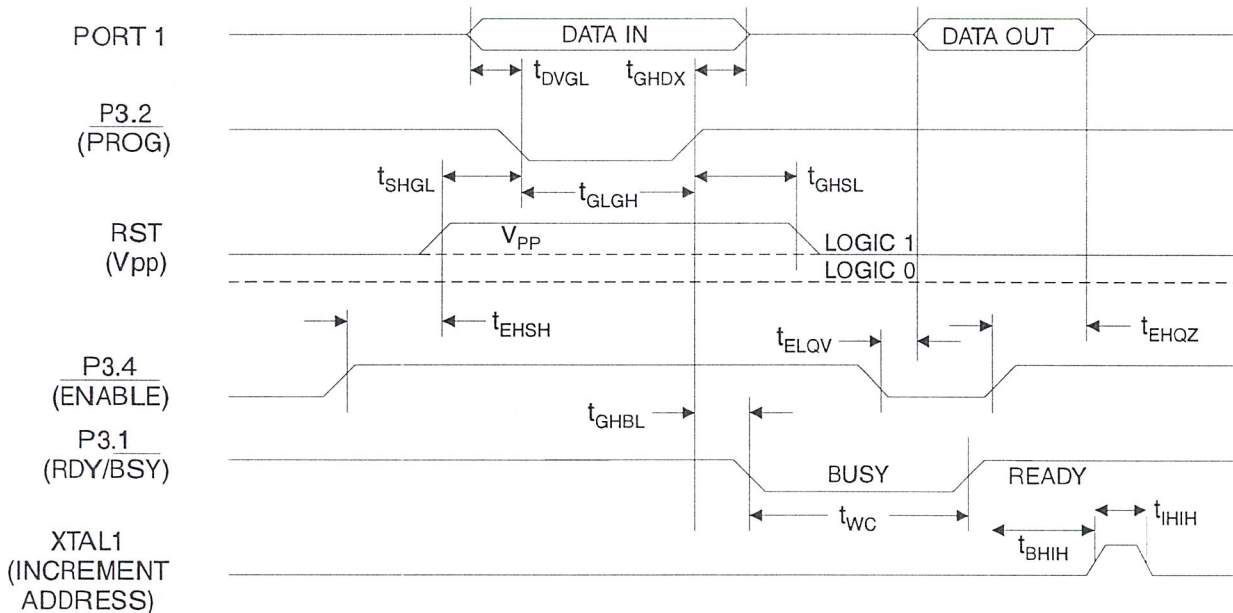 PORT 1
DATA IN
DATA OUT
tDVGL
tGHDX
P3.2
(PROG)
tSHGL
tGLGH
tGHSL
RST
(Vpp)
VPP
LOGIC 1
LOGIC 0
tEHSH
tELQV
tEHQZ
P3.4
(ENABLE)
tGHBL
P3.1
(RDY/BSY)
BUSY
READY
tWC
tIHIH
tBHIH
XTAL1
(INCREMENT
ADDRESS)